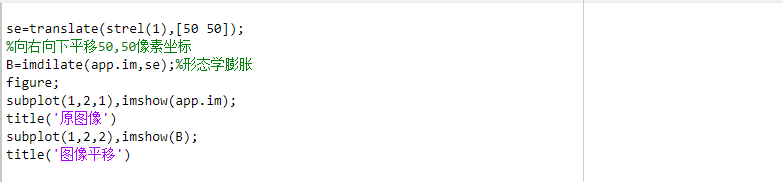 se=translate(strel(1),[50 50]);
%向右向下平移50,50像素坐标
B=imdilate(app.im,se);%形态学膨胀
figure;
subplot(1,2,1),imshow(app.im);
title('原图像')
subplot(1,2,2),imshow(B);
title('图像平移')